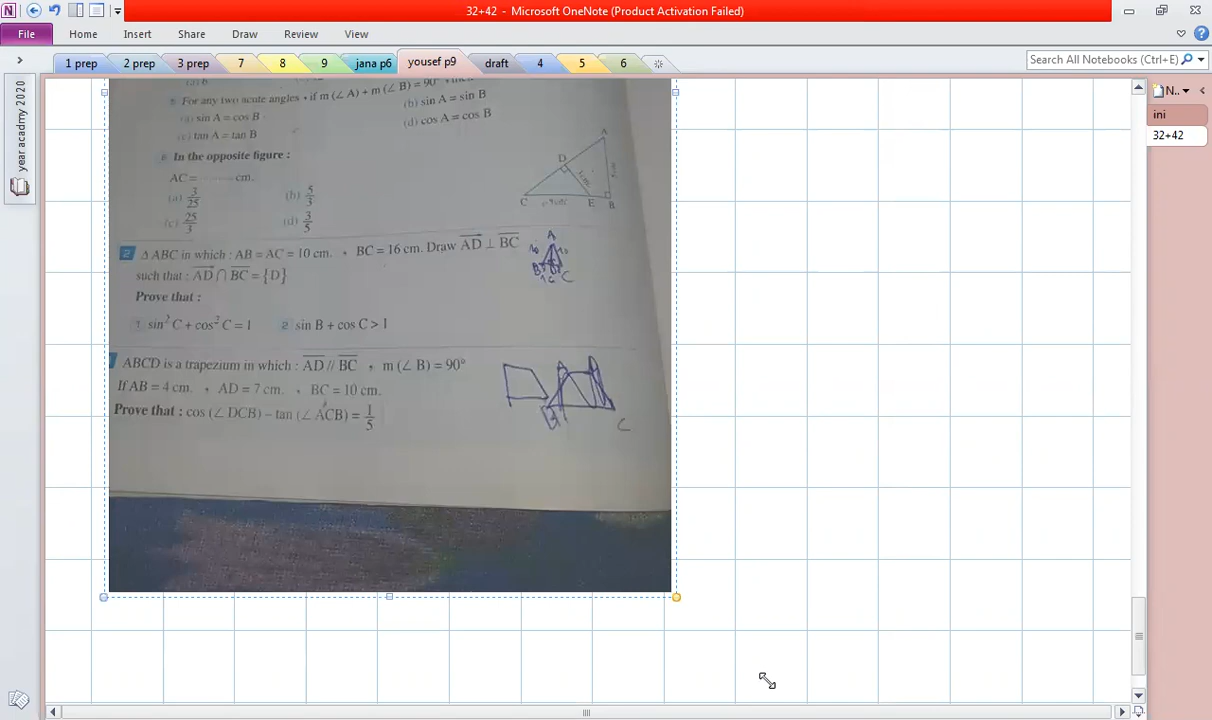 32+42 - Microsoft OneNote (Product Activation Failed)
File Home Insert Share Draw Review View
1 prep 2 prep 3 prep 7 8 9 jana p6 yousef p9 draft 4 5 6
Search All Notebooks (Ctrl+E)
year academy 2020
N..
ini
32+42
(a) 6
5 For any two acute angles , if m (∠ A) + m (∠ B) = 90°
(a) sin A = cos B (b) sin A = sin B
(c) tan A = tan B (d) cos A = cos B
6 In the opposite figure :
AC = ............ cm.
(a) 3/25 (b) 5/3
(c) 25/3 (d) 3/5
A
D
C E B
2 Δ ABC in which : AB = AC = 10 cm. , BC = 16 cm. Draw AD ⊥ BC
such that : AD ∩ BC = {D}
Prove that :
1 sin² C + cos² C = 1 2 sin B + cos C > 1
A
10 10
B C
16
ABCD is a trapezium in which : AD // BC , m (∠ B) = 90°
If AB = 4 cm. , AD = 7 cm. , BC = 10 cm.
Prove that : cos (∠ DCB) – tan (∠ ACB) = 1/5
B C